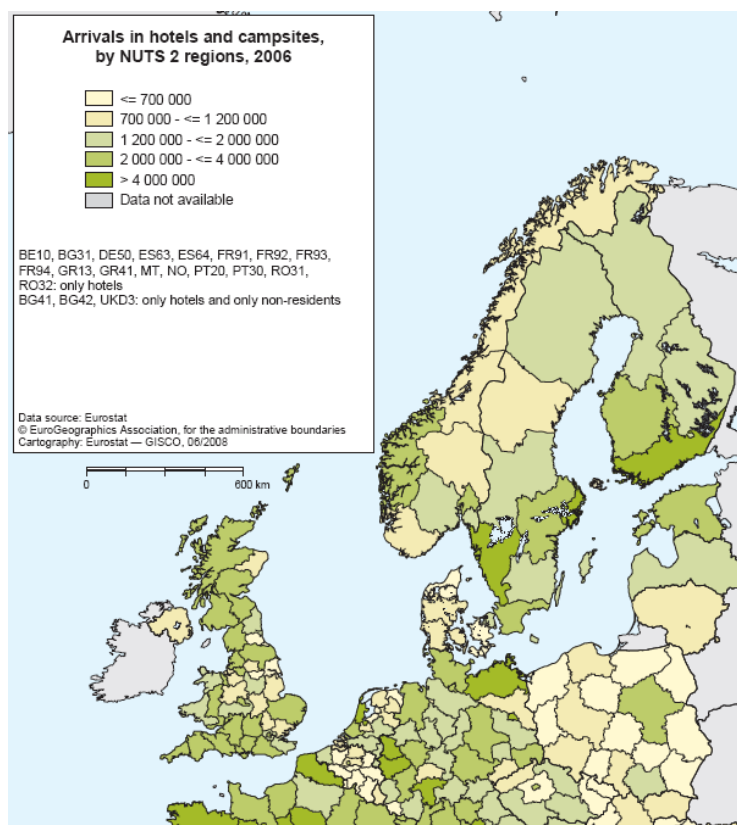 Arrivals in hotels and campsites,
by NUTS 2 regions, 2006
<= 700 000
700 000 - <= 1 200 000
1 200 000 - <= 2 000 000
2 000 000 - <= 4 000 000
> 4 000 000
Data not available
BE10, BG31, DE50, ES63, ES64, FR91, FR92, FR93,
FR94, GR13, GR41, MT, NO, PT20, PT30, RO31,
RO32: only hotels
BG41, BG42, UKD3: only hotels and only non-residents
Data source: Eurostat
© EuroGeographics Association, for the administrative boundaries
Cartography: Eurostat — GISCO, 06/2008
0 600 km